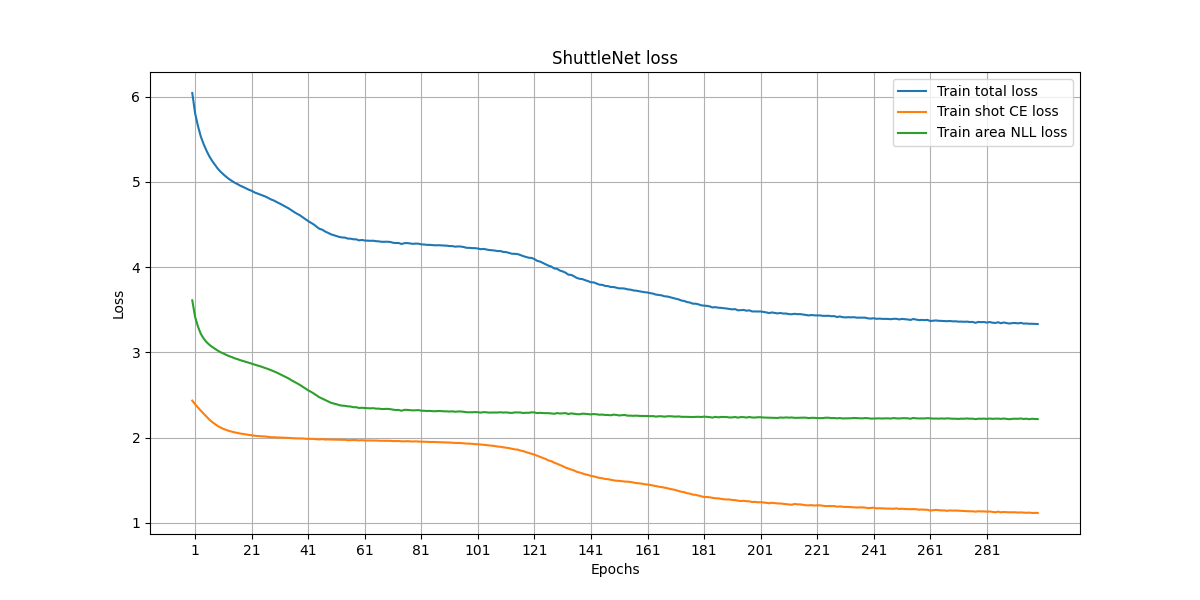 ShuttleNet loss
Train total loss
Train shot CE loss
Train area NLL loss
Loss
6
5
4
3
2
1
1 21 41 61 81 101 121 141 161 181 201 221 241 261 281
Epochs